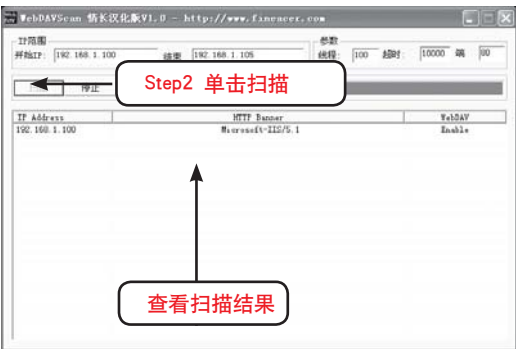 WebDAVScan 情长汉化版V1.0 - http://www.finencer.com
IP范围
参数
开始IP: 192.168.1.100 结束 192.168.1.105 线程: 100 超时: 10000 端 80
Step2 单击扫描
停止
IP Address HTTP Banner WebDAV
192.168.1.100 Microsoft-IIS/5.1 Enable
查看扫描结果